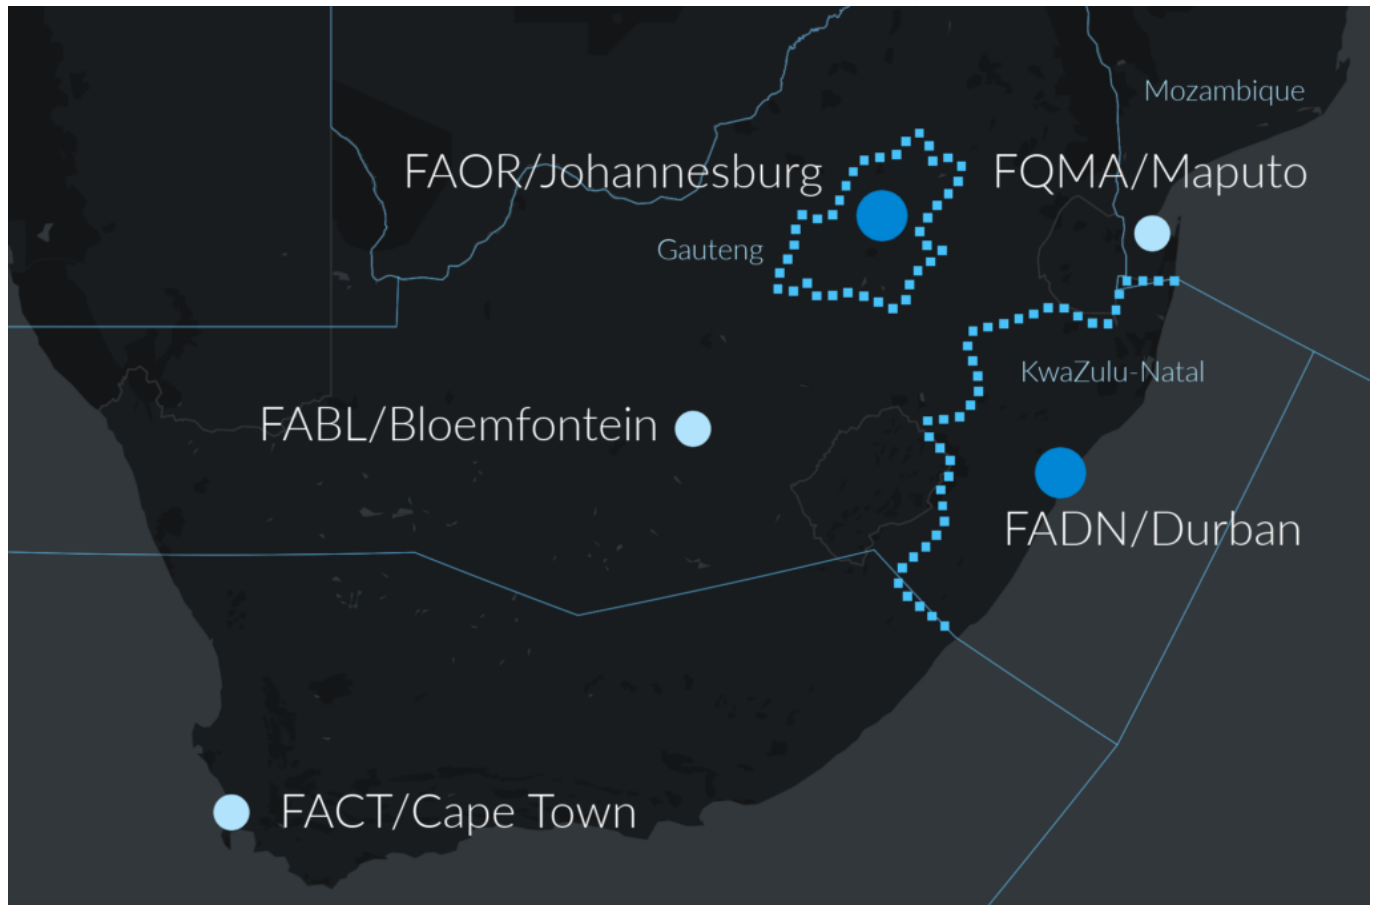 Mozambique
FAOR/Johannesburg
FQMA/Maputo
Gauteng
KwaZulu-Natal
FABL/Bloemfontein
FADN/Durban
FACT/Cape Town